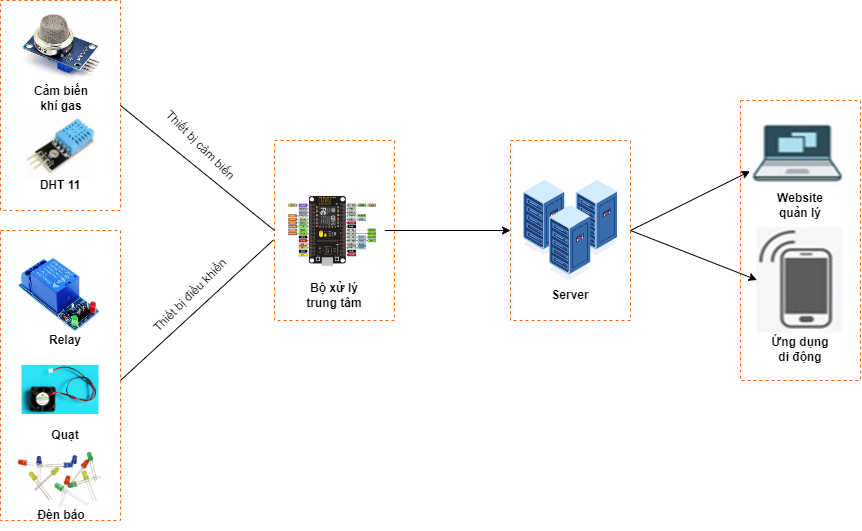 Cảm biến
khí gas
DHT 11
Thiết bị cảm biến
Relay
Quạt
Đèn báo
Thiết bị điều khiển
Bộ xử lý
trung tâm
Server
Website
quản lý
Ứng dụng
di động